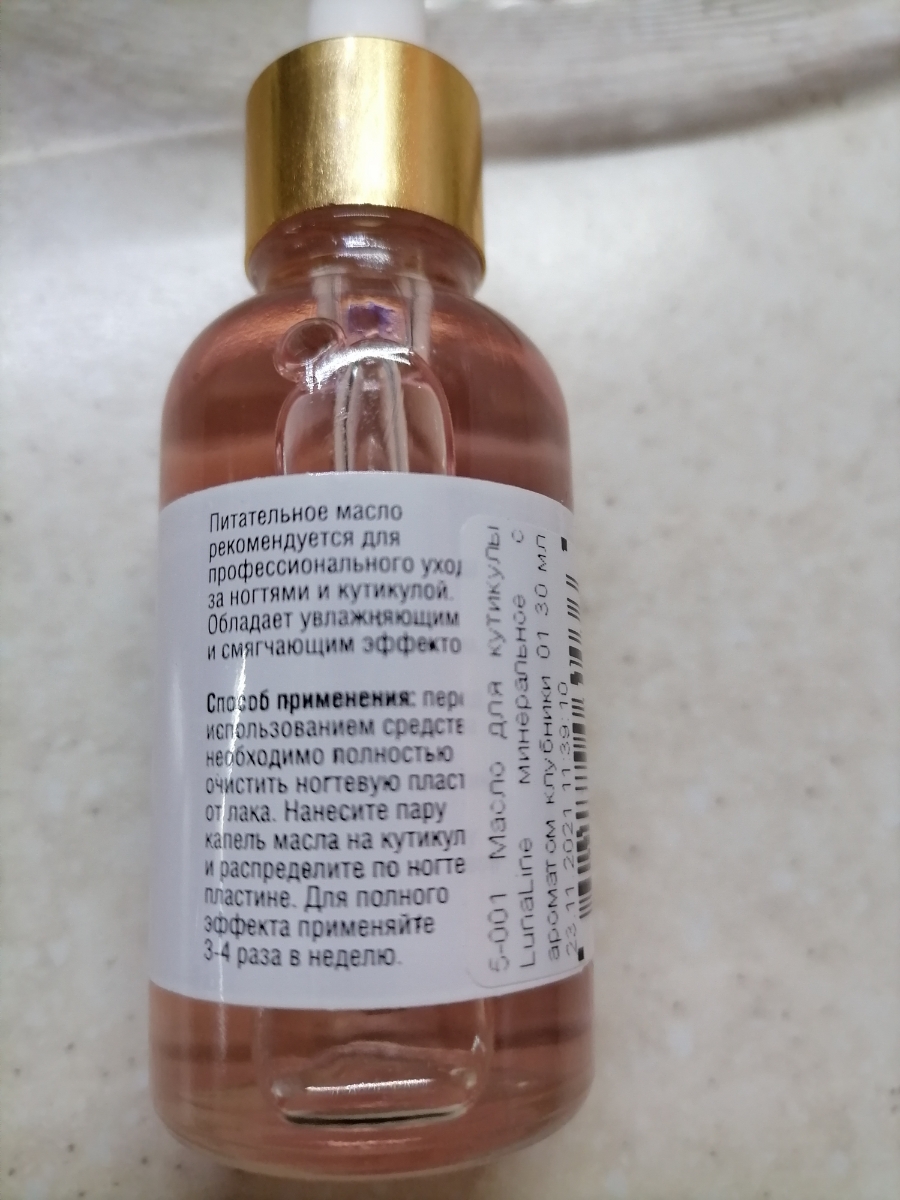 Питательное масло
рекомендуется для
профессионального уход
за ногтями и кутикулой.
Обладает увлажняющим
и смягчающим эффекто
Способ применения: пере
использованием средств
необходимо полностью
очистить ногтевую пласт
от лака. Нанесите пару
капель масла на кутикул
и распределите по ногте
пластине. Для полного
эффекта применяйте
3-4 раза в неделю.
5-001 Масло для кутикулы
LunaLine минеральное с
ароматом клубники 01 30 мл
23.11.2021 11:39:10